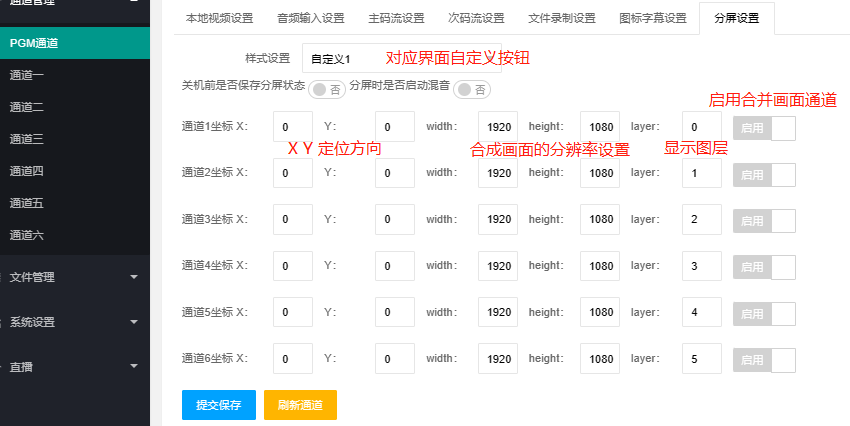 通道管理
本地视频设置 音频输入设置 主码流设置 次码流设置 文件录制设置 图标字幕设置 分屏设置
PGM通道
通道一
通道二
通道三
通道四
通道五
通道六
文件管理
系统设置
直播
样式设置 自定义1 对应界面自定义按钮
关机前是否保存分屏状态 否 分屏时是否启动混音 否
启用合并画面通道
通道1坐标 X: 0 Y: 0 width: 1920 height: 1080 layer: 0 启用
X Y 定位方向 合成画面的分辨率设置 显示图层
通道2坐标 X: 0 Y: 0 width: 1920 height: 1080 layer: 1 启用
通道3坐标 X: 0 Y: 0 width: 1920 height: 1080 layer: 2 启用
通道4坐标 X: 0 Y: 0 width: 1920 height: 1080 layer: 3 启用
通道5坐标 X: 0 Y: 0 width: 1920 height: 1080 layer: 4 启用
通道6坐标 X: 0 Y: 0 width: 1920 height: 1080 layer: 5 启用
提交保存 刷新通道